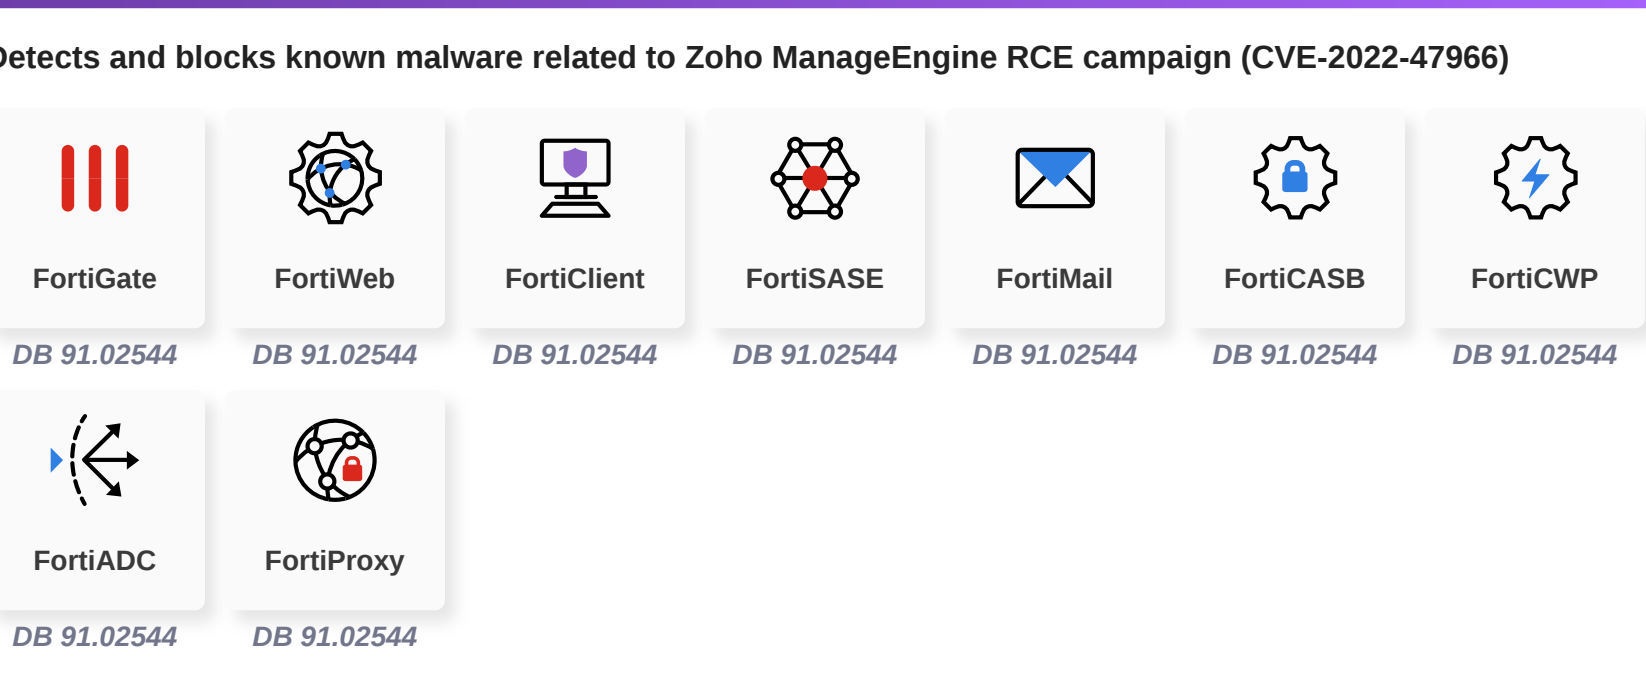 Detects and blocks known malware related to Zoho ManageEngine RCE campaign (CVE-2022-47966)
FortiGate FortiWeb FortiClient FortiSASE FortiMail FortiCASB FortiCWP
DB 91.02544 DB 91.02544 DB 91.02544 DB 91.02544 DB 91.02544 DB 91.02544 DB 91.02544
FortiADC FortiProxy
DB 91.02544 DB 91.02544